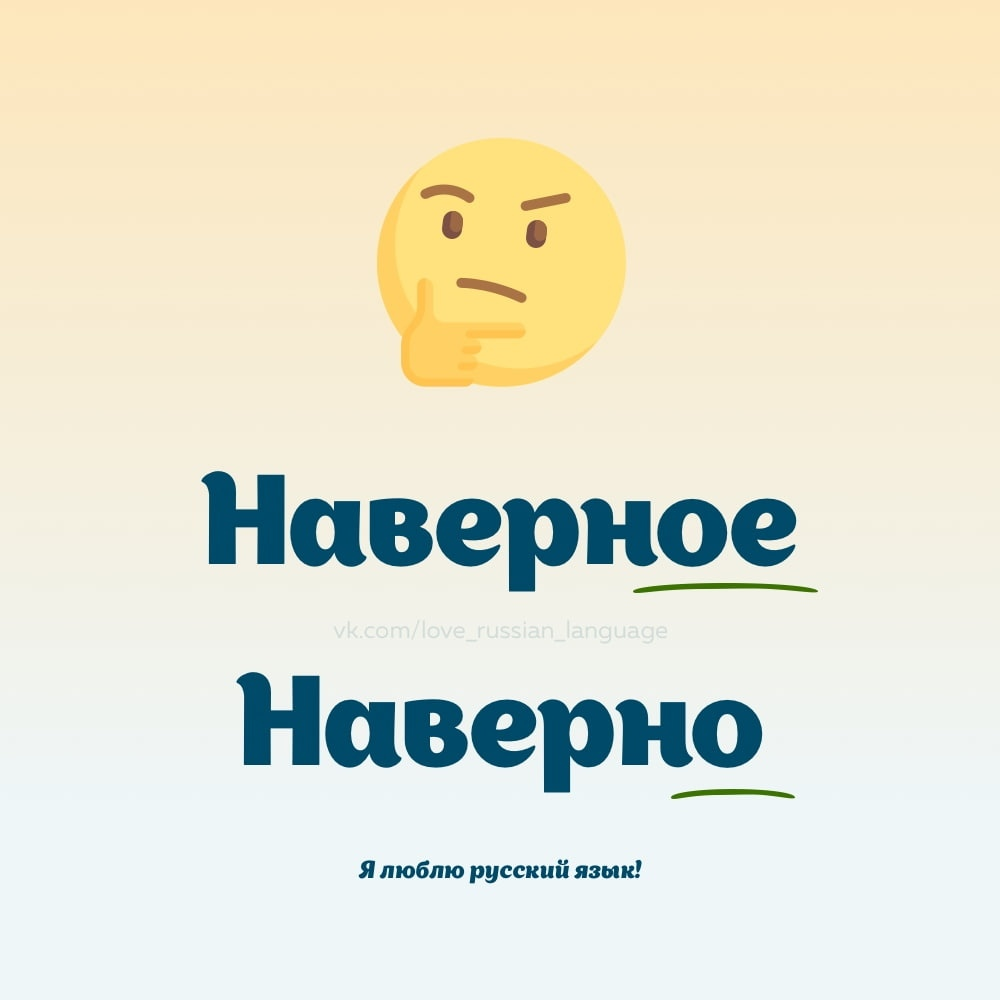 Наверное
vk.com/love_russian_language
Наверно
Я люблю русский язык!